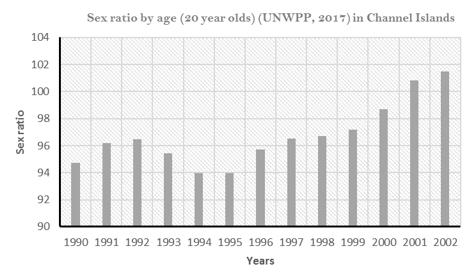 Sex ratio by age (20 year olds) (UNWPP, 2017) in Channel Islands
104
102
100
98
96
94
92
90
Sex ratio
1990 1991 1992 1993 1994 1995 1996 1997 1998 1999 2000 2001 2002
Years